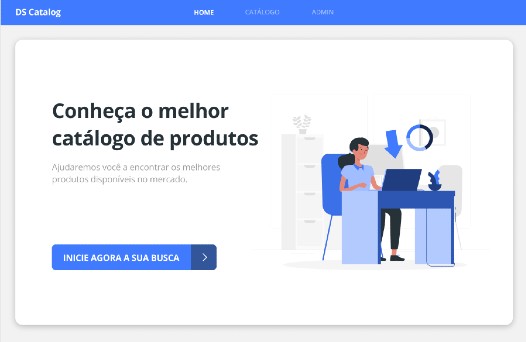 DS Catalog HOME CATÁLOGO ADMIN
Conheça o melhor
catálogo de produtos
Ajudaremos você a encontrar os melhores
produtos disponíveis no mercado.
INICIE AGORA A SUA BUSCA